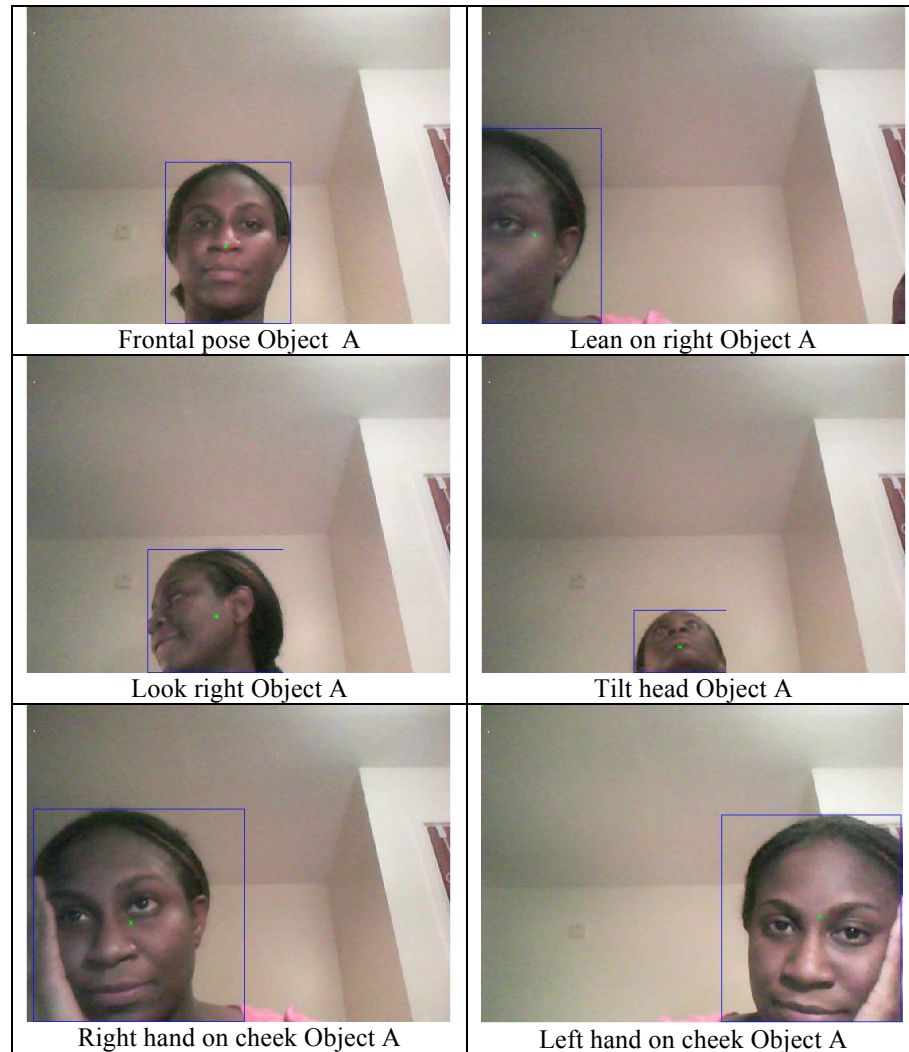 Frontal pose Object A
Lean on right Object A
Look right Object A
Tilt head Object A
Right hand on cheek Object A
Left hand on cheek Object A